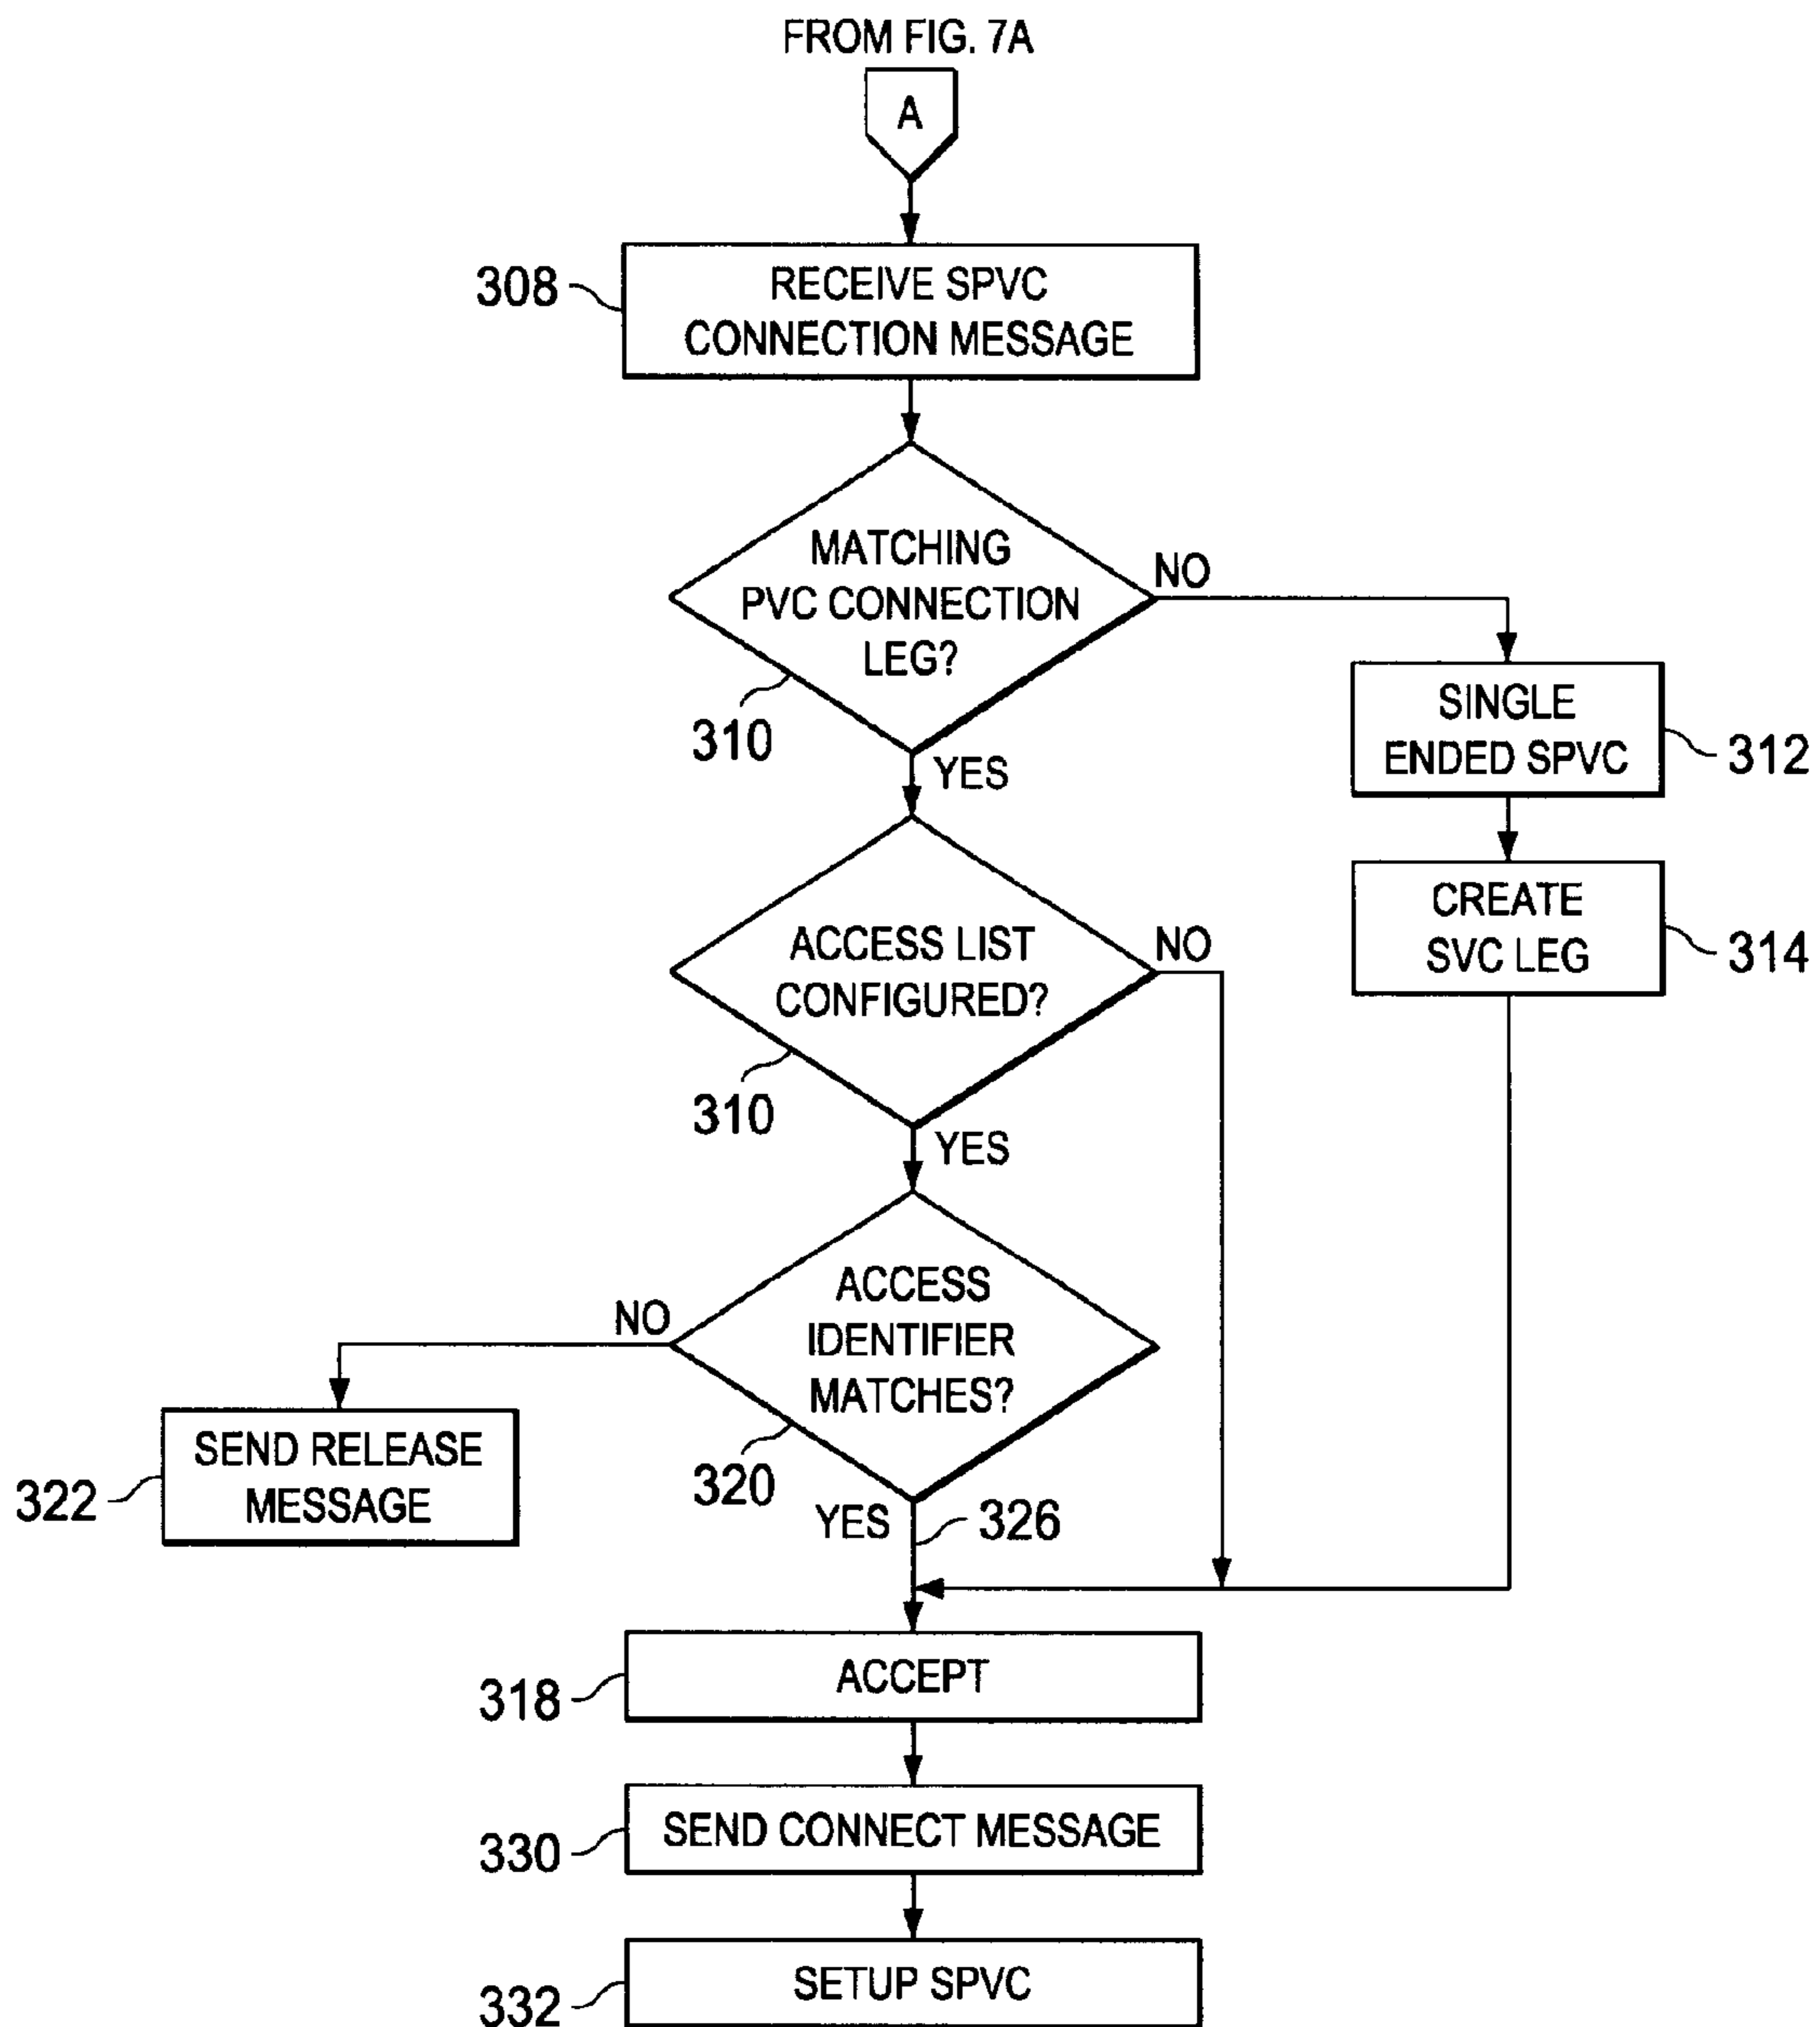 FROM FIG. 7A
A
308
RECEIVE SPVC
CONNECTION MESSAGE
MATCHING
PVC CONNECTION
LEG?
NO
310
YES
SINGLE
ENDED SPVC
312
CREATE
SVC LEG
314
ACCESS LIST
CONFIGURED?
NO
310
YES
ACCESS
IDENTIFIER
MATCHES?
NO
320
SEND RELEASE
MESSAGE
322
YES
326
318
ACCEPT
330
SEND CONNECT MESSAGE
332
SETUP SPVC